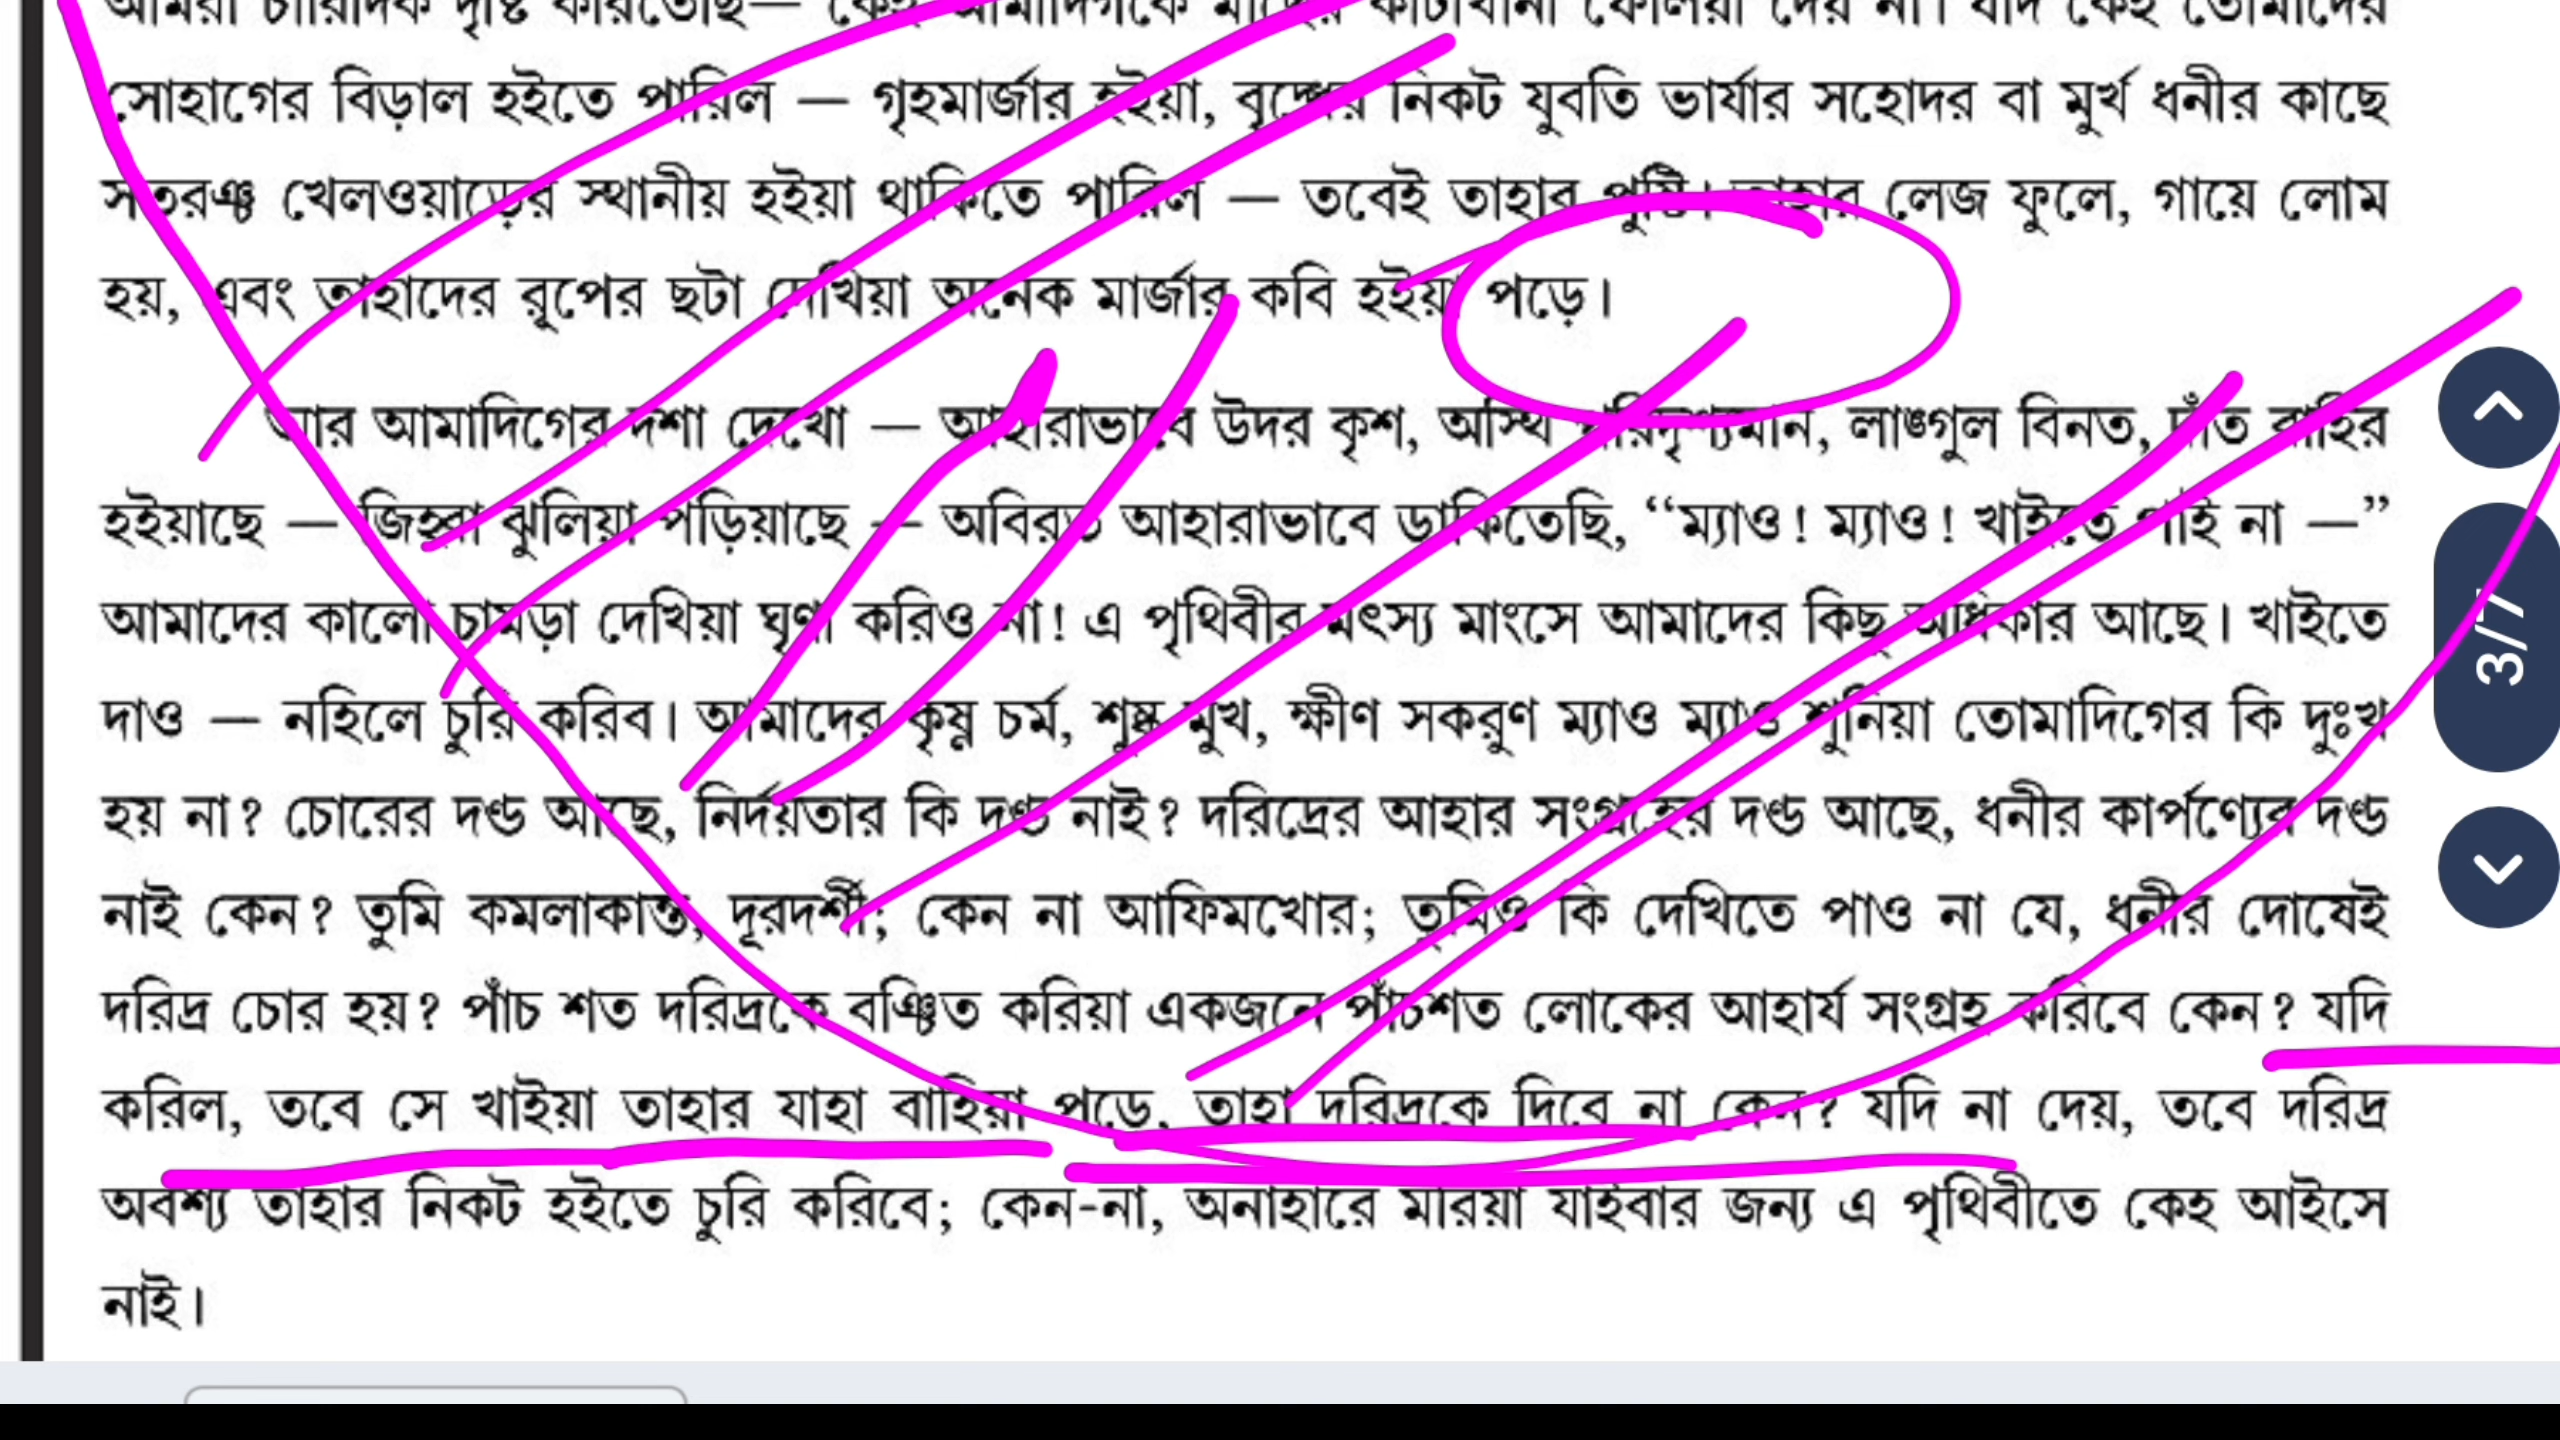 আমরা চারিদিক দৃষ্টি করিতেছি— কেহ আমাদিগকে মাছের কাঁটাখানা ফেলিয়া দেয় না। যদি কেহ তোমাদের
সোহাগের বিড়াল হইতে পারিল — গৃহমার্জার হইয়া, বৃদ্ধের নিকট যুবতি ভার্যার সহোদর বা মুর্খ ধনীর কাছে
সতরঞ্চ খেলওয়াড়ের স্থানীয় হইয়া থাকিতে পারিল — তবেই তাহার পুষ্টি। তাহার লেজ ফুলে, গায়ে লোম
হয়, এবং তাহাদের রূপের ছটা দেখিয়া অনেক মার্জার কবি হইয়া পড়ে।
আর আমাদিগের দশা দেখো — আহারাভাবে উদর কৃশ, অস্থি পরিদৃশ্যমান, লাঙ্গুল বিনত, দাঁত বাহির
হইয়াছে — জিহ্বা ঝুলিয়া পড়িয়াছে — অবিরত আহারাভাবে ডাকিতেছি, “ম্যাও! ম্যাও! খাইতে পাই না —”
আমাদের কালো চামড়া দেখিয়া ঘৃণা করিও না! এ পৃথিবীর মৎস্য মাংসে আমাদের কিছু অধিকার আছে। খাইতে
দাও — নহিলে চুরি করিব। আমাদের কৃষ্ণ চর্ম, শুষ্ক মুখ, ক্ষীণ সকরুণ ম্যাও ম্যাও শুনিয়া তোমাদিগের কি দুঃখ
হয় না? চোরের দণ্ড আছে, নির্দয়তার কি দণ্ড নাই? দরিদ্রের আহার সংগ্রহের দণ্ড আছে, ধনীর কার্পণ্যের দণ্ড
নাই কেন? তুমি কমলাকান্ত, দূরদর্শী; কেন না আফিমখোর; তুমিও কি দেখিতে পাও না যে, ধনীর দোষেই
দরিদ্র চোর হয়? পাঁচ শত দরিদ্রকে বঞ্চিত করিয়া একজনে পাঁচশত লোকের আহার্য সংগ্রহ করিবে কেন? যদি
করিল, তবে সে খাইয়া তাহার যাহা বাহিয়া পড়ে, তাহা দরিদ্রকে দিবে না কেন? যদি না দেয়, তবে দরিদ্র
অবশ্য তাহার নিকট হইতে চুরি করিবে; কেন-না, অনাহারে মরিয়া যাইবার জন্য এ পৃথিবীতে কেহ আইসে
নাই।
3/7